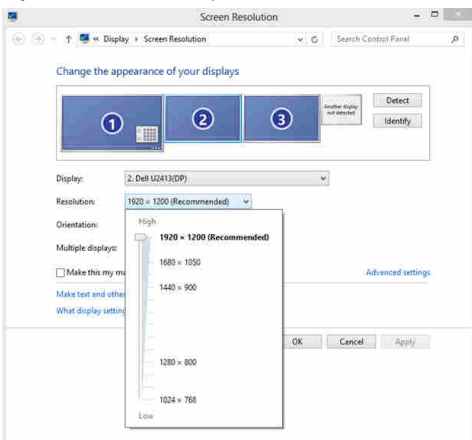 Screen Resolution
« Display › Screen Resolution
Search Control Panel
Change the appearance of your displays
1
2
3
Another display
not detected
Detect
Identify
Display: 2. Dell U2413(DP)
Resolution: 1920 × 1200 (Recommended)
Orientation:
High
1920 × 1200 (Recommended)
Multiple displays:
1680 × 1050
Make this my ma
Advanced settings
1440 × 900
Make text and other
What display setting
OK Cancel Apply
1280 × 800
1024 × 768
Low